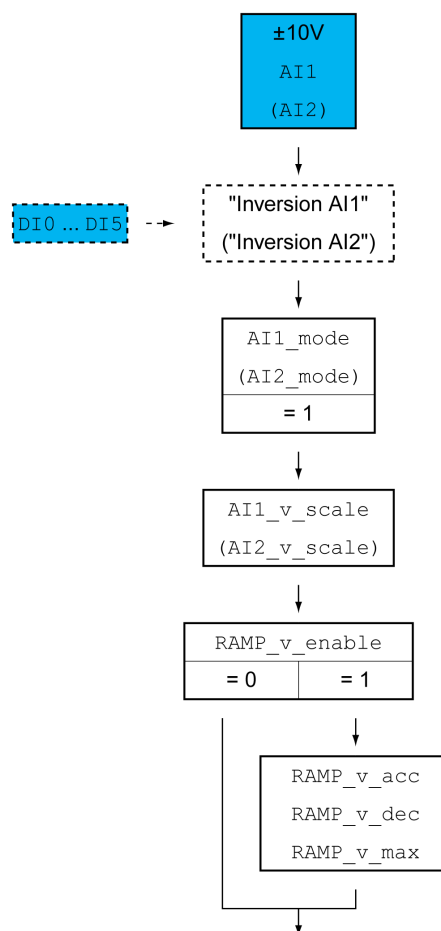 ±10V
AI1
(AI2)
"Inversion AI1"
DI0 ... DI5
("Inversion AI2")
AI1_mode
(AI2_mode)
= 1
AI1_v_scale
(AI2_v_scale)
RAMP_v_enable
= 0
= 1
RAMP_v_acc
RAMP_v_dec
RAMP_v_max